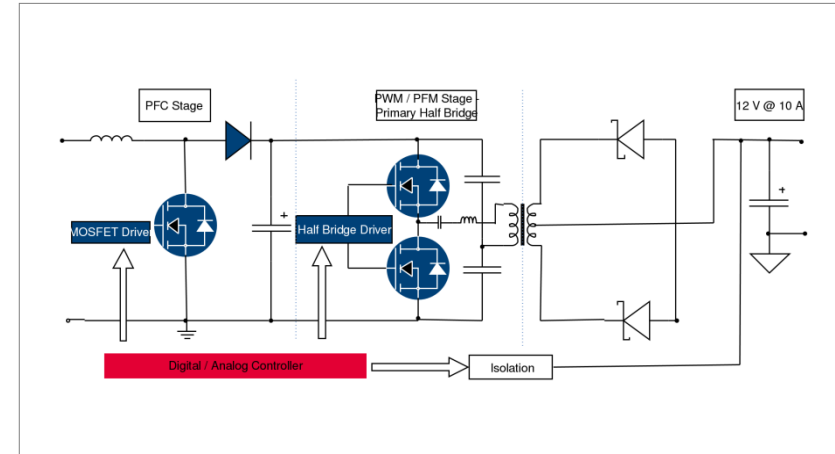 PFC Stage
PWM / PFM Stage -
Primary Half Bridge
12 V @ 10 A
+
+
MOSFET Driver
Half Bridge Driver
Digital / Analog Controller
Isolation